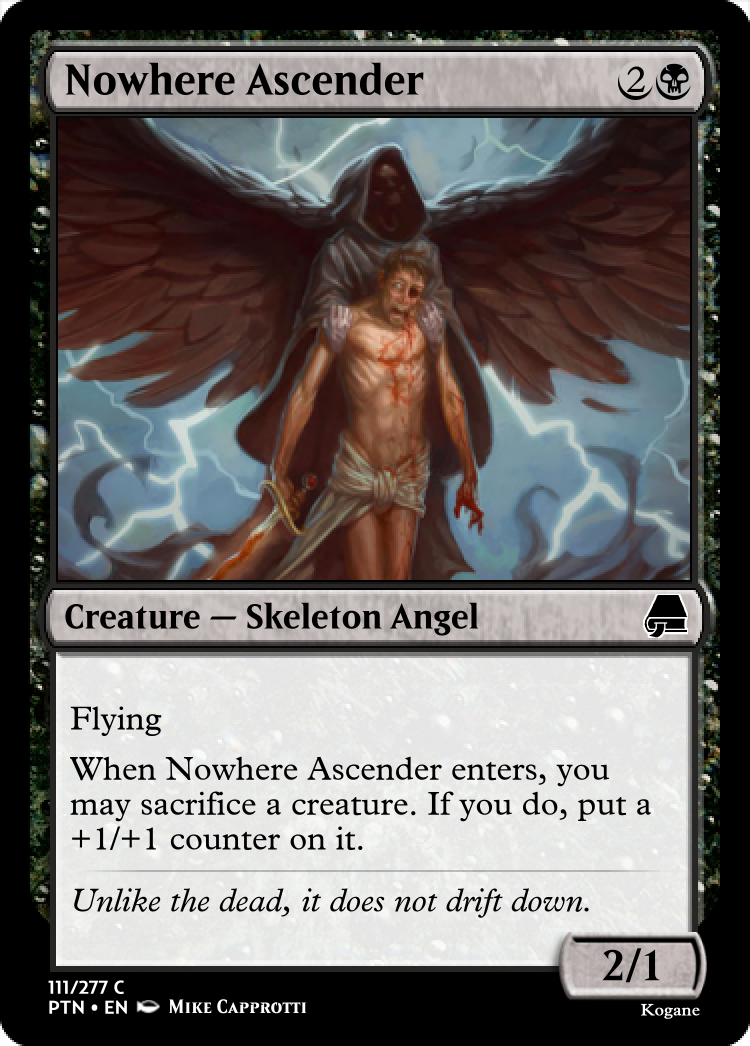 Nowhere Ascender 2
Creature — Skeleton Angel
Flying
When Nowhere Ascender enters, you
may sacrifice a creature. If you do, put a
+1/+1 counter on it.
Unlike the dead, it does not drift down.
2/1
111/277 C
PTN • EN MIKE CAPPROTTI
Kogane